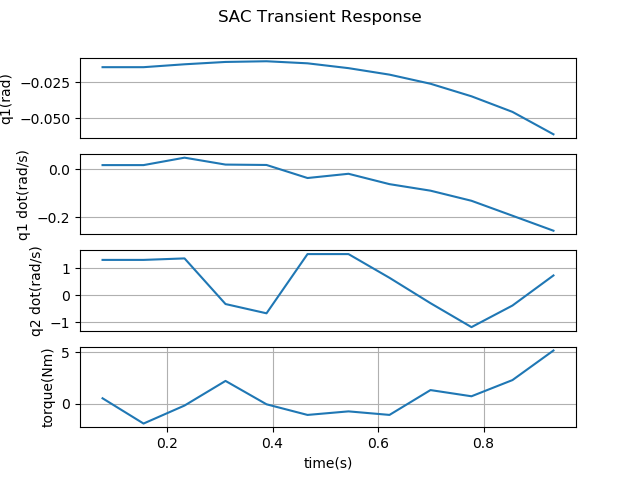 SAC Transient Response
q1(rad)
−0.025
−0.050
q1 dot(rad/s)
0.0
−0.2
q2 dot(rad/s)
1
0
−1
torque(Nm)
5
0
0.2 0.4 0.6 0.8
time(s)